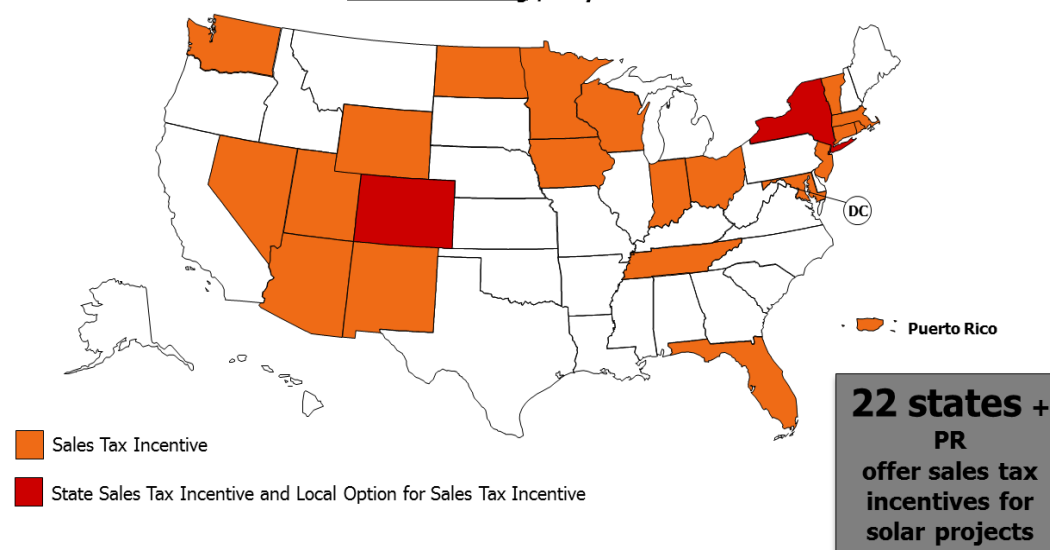 DC
Puerto Rico
22 states +
PR
offer sales tax
incentives for
solar projects
Sales Tax Incentive
State Sales Tax Incentive and Local Option for Sales Tax Incentive